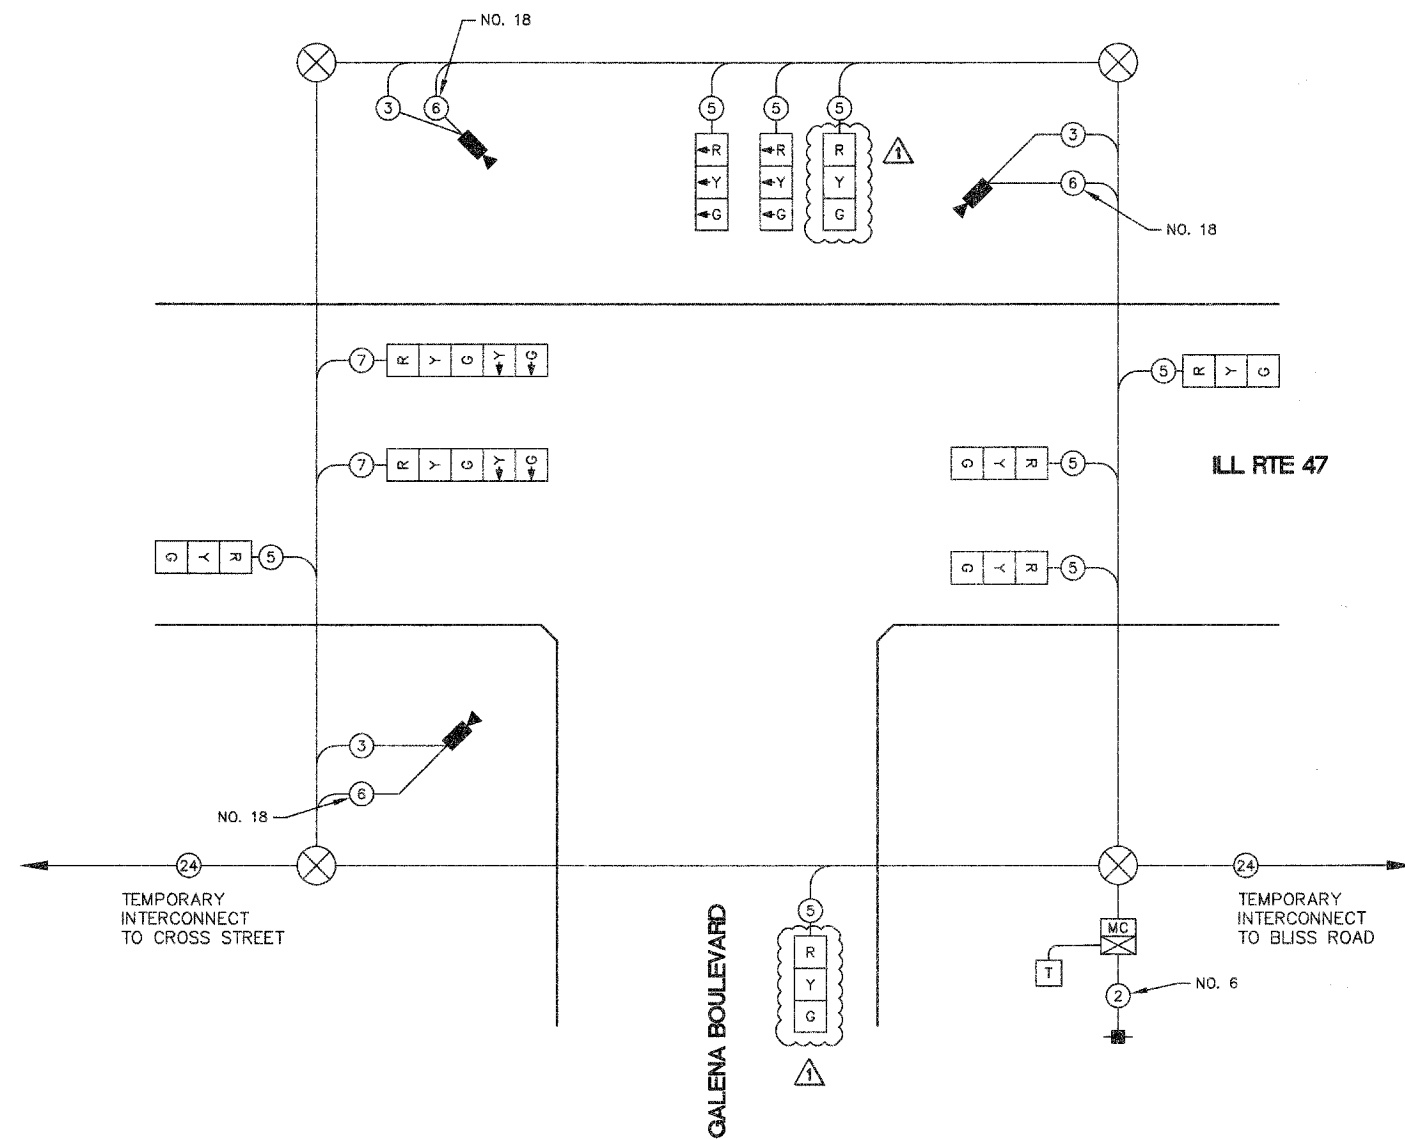 NO. 18
3
6
5
5
5
R
Y
G
R
Y
G
R
Y
G
1
3
6
NO. 18
7
R Y G Y G
5
R Y G
7
R Y G Y G
G Y R
5
ILL RTE 47
G Y R
5
G Y R
5
3
6
NO. 18
24
TEMPORARY
INTERCONNECT
TO CROSS STREET
24
TEMPORARY
INTERCONNECT
TO BLISS ROAD
GALENA BOULEVARD
5
R
Y
G
1
MC
T
2
NO. 6